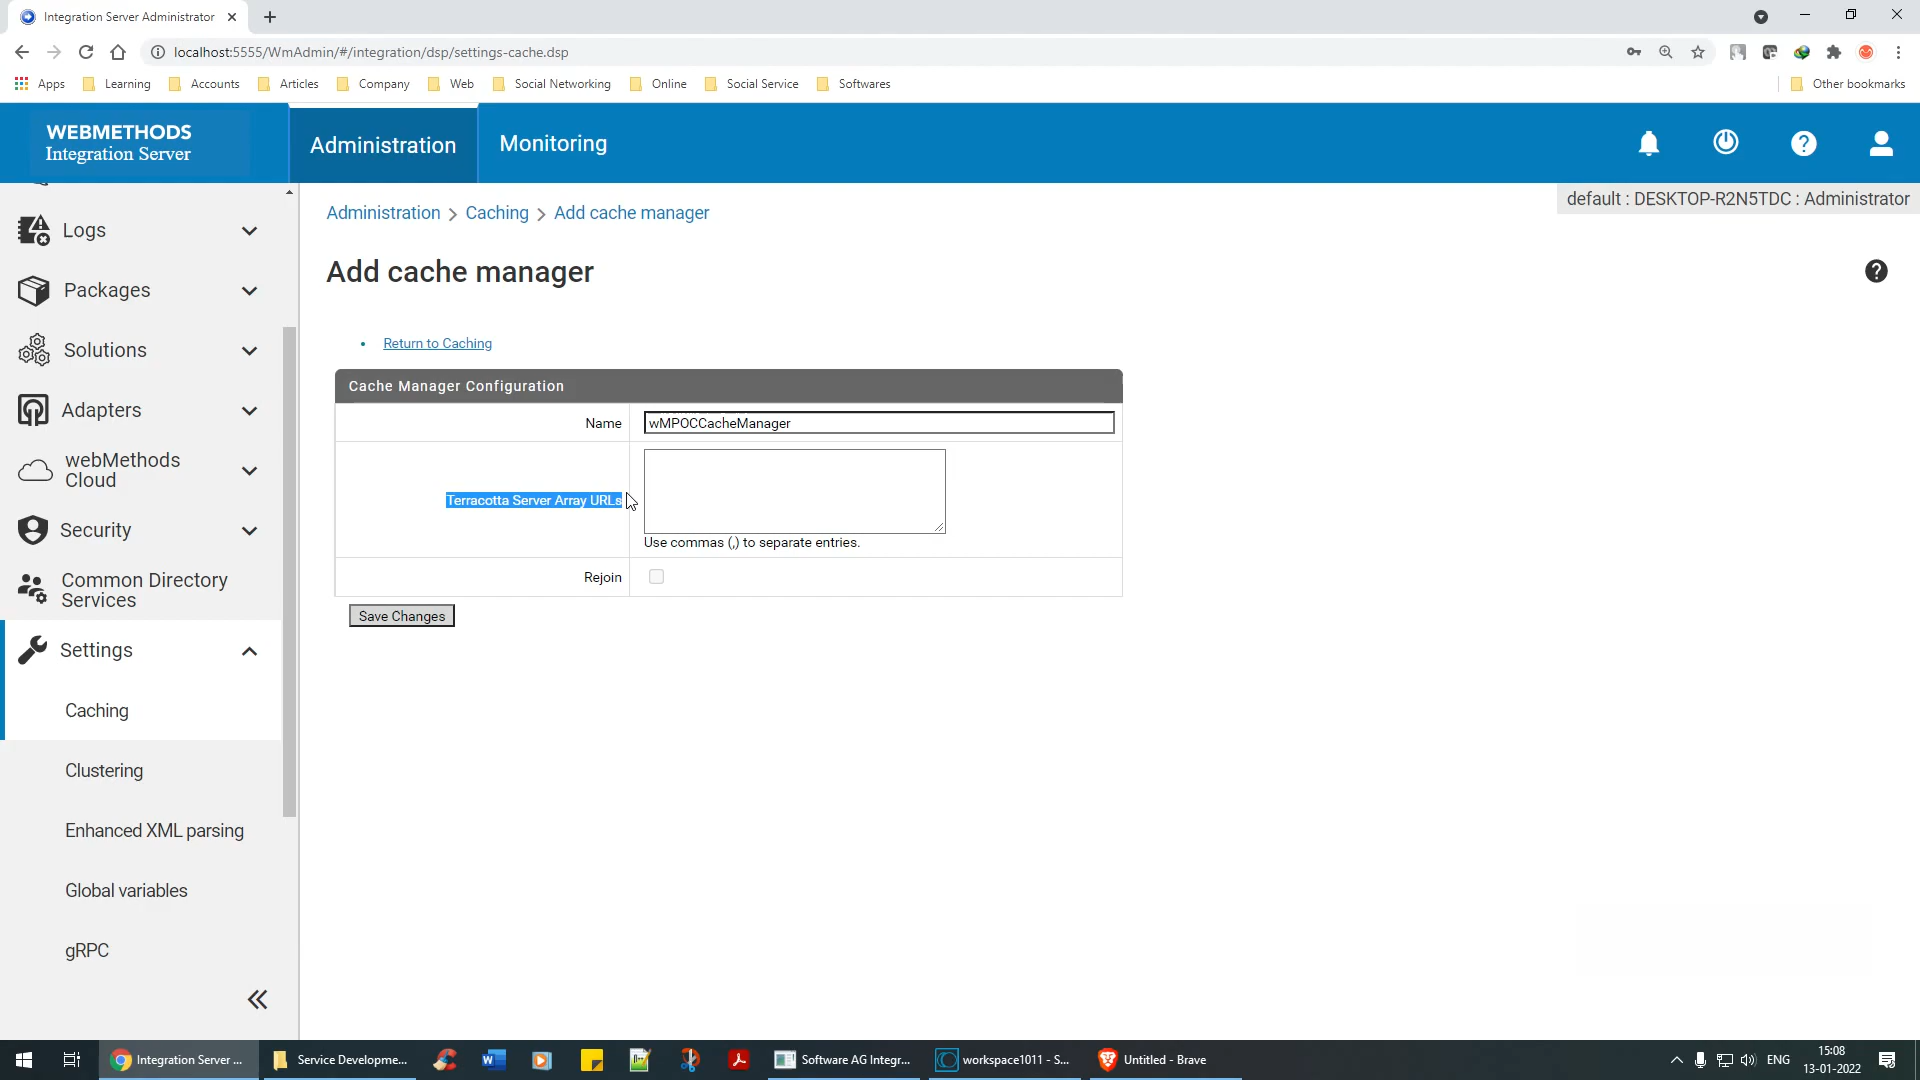 Integration Server Administrator
localhost:5555/WmAdmin/#/integration/dsp/settings-cache.dsp
Apps Learning Accounts Articles Company Web Social Networking Online Social Service Softwares Other bookmarks
WEBMETHODS
Integration Server
Administration Monitoring
default : DESKTOP-R2N5TDC : Administrator
Administration > Caching > Add cache manager
Add cache manager
Return to Caching
Cache Manager Configuration
Name wMPOCCacheManager
Terracotta Server Array URLs
Use commas (,) to separate entries.
Rejoin
Save Changes
Logs
Packages
Solutions
Adapters
webMethods
Cloud
Security
Common Directory
Services
Settings
Caching
Clustering
Enhanced XML parsing
Global variables
gRPC
Integration Server ... Service Developme... Software AG Integr... workspace1011 - S... Untitled - Brave ENG 15:08
13-01-2022